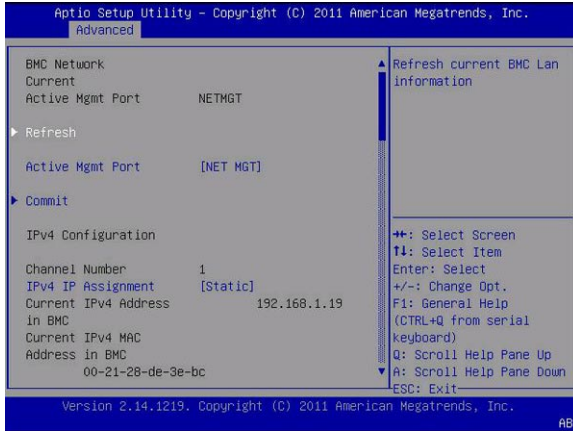 Aptio Setup Utility - Copyright (C) 2011 American Megatrends, Inc.
Advanced
BMC Network
Current
Active Mgmt Port NETMGT
Refresh
Active Mgmt Port [NET MGT]
Commit
IPv4 Configuration
Channel Number 1
IPv4 IP Assignment [Static]
Current IPv4 Address 192.168.1.19
in BMC
Current IPv4 MAC
Address in BMC
00-21-28-de-3e-bc
Refresh current BMC Lan
information
→←: Select Screen
↑↓: Select Item
Enter: Select
+/-: Change Opt.
F1: General Help
(CTRL+Q from serial
keyboard)
Q: Scroll Help Pane Up
A: Scroll Help Pane Down
ESC: Exit
Version 2.14.1219. Copyright (C) 2011 American Megatrends, Inc.
AB